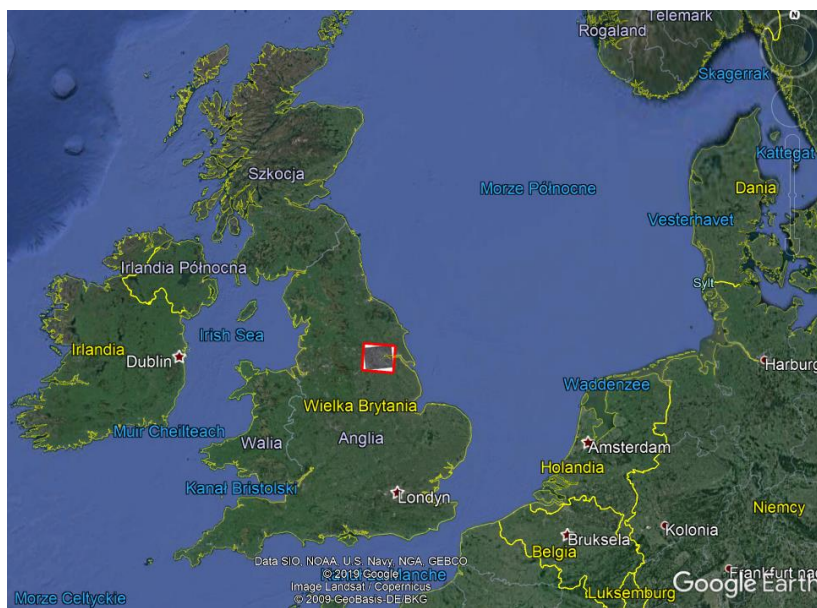 Telemark
Rogaland
N
Skagerrak
Kattegat
Szkocja
Morze Północne
Dania
Vesterhavet
Irlandia Północna
Sylt
Irish Sea
Irlandia
Dublin
Harburg
Waddenzee
Wielka Brytania
Muir Cheilteach
Walia
Anglia
Amsterdam
Holandia
Kanał Bristolski
Londyn
Niemcy
Kolonia
Bruksela
Belgia
Data SIO, NOAA, U.S. Navy, NGA, GEBCO
© 2019 Google
Image Landsat / Copernicus
© 2009 GeoBasis-DE/BKG
Frankfurt nad
Luksemburg
Google Earth
Morze Celtyckie